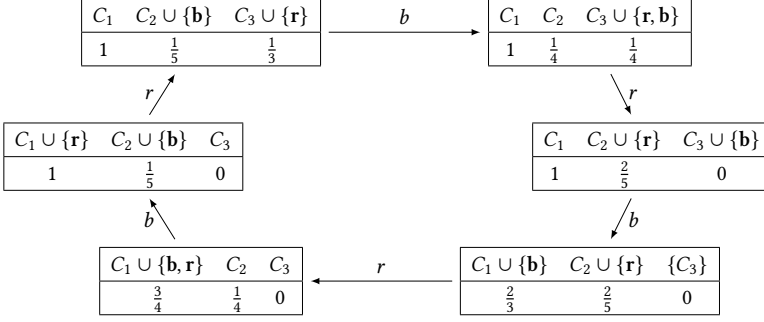 C₁ C₂ ∪ {b} C₃ ∪ {r}
1 1/5 1/3
b
C₁ C₂ C₃ ∪ {r, b}
1 1/4 1/4
r
r
C₁ ∪ {r} C₂ ∪ {b} C₃
1 1/5 0
C₁ C₂ ∪ {r} C₃ ∪ {b}
1 2/5 0
b
b
C₁ ∪ {b, r} C₂ C₃
3/4 1/4 0
r
C₁ ∪ {b} C₂ ∪ {r} {C₃}
2/3 2/5 0